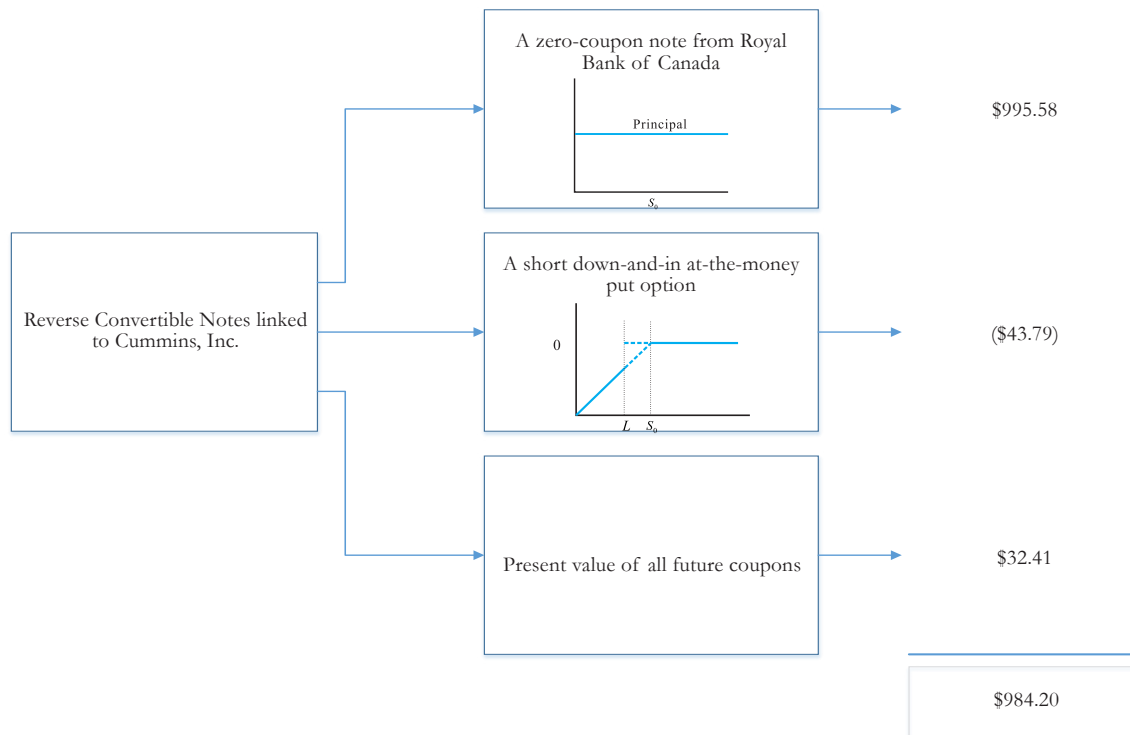 A zero-coupon note from Royal
Bank of Canada
Principal
S₀
$995.58
Reverse Convertible Notes linked
to Cummins, Inc.
A short down-and-in at-the-money
put option
0
L S₀
($43.79)
Present value of all future coupons
$32.41
$984.20